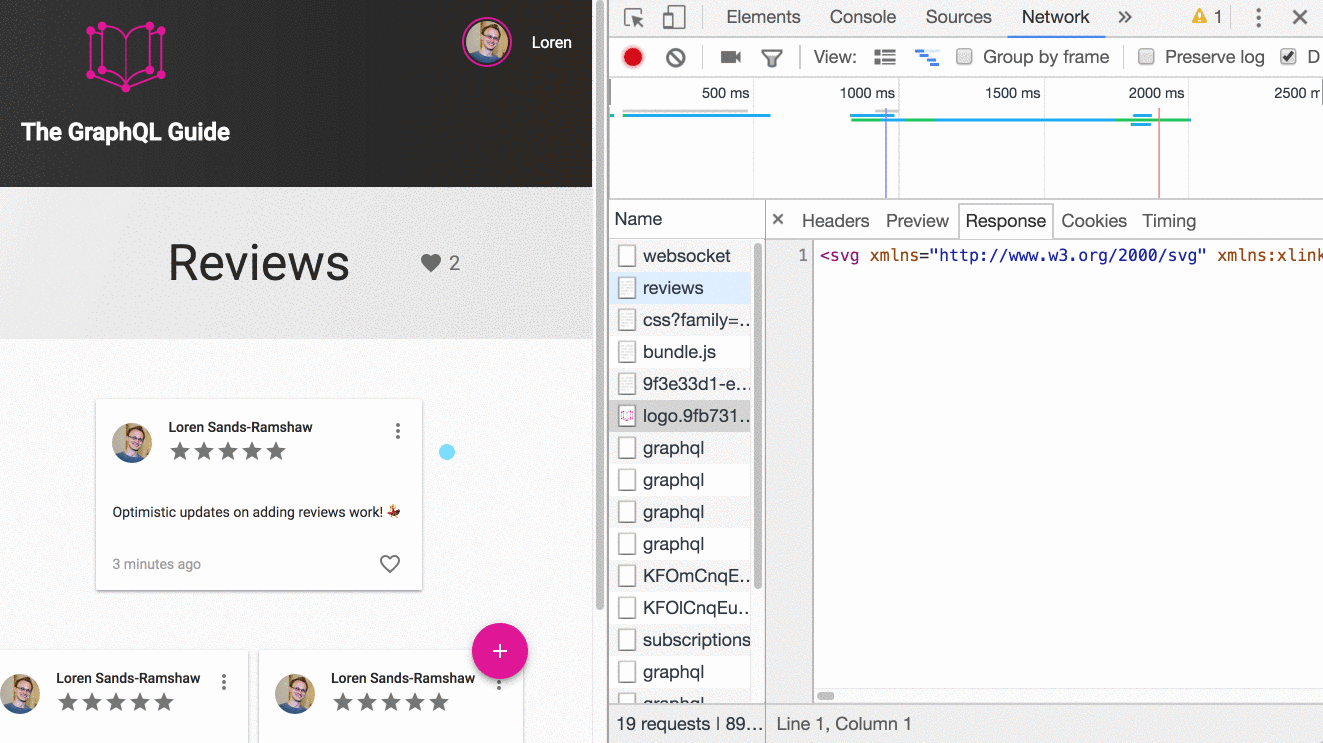 The GraphQL Guide
Loren
Reviews
2
Loren Sands-Ramshaw
Optimistic updates on adding reviews work! 💃
3 minutes ago
+
Loren Sands-Ramshaw
Loren Sands-Ramshaw
Elements Console Sources Network » 1
View: Group by frame Preserve log D
500 ms 1000 ms 1500 ms 2000 ms 2500 m
Name
websocket
reviews
css?family=...
bundle.js
9f3e33d1-e...
logo.9fb731...
graphql
graphql
graphql
graphql
KFOmCnqE...
KFOlCnqEu...
subscriptions
graphql
graphql
19 requests | 89...
× Headers Preview Response Cookies Timing
1 <svg xmlns="http://www.w3.org/2000/svg" xmlns:xlink
Line 1, Column 1